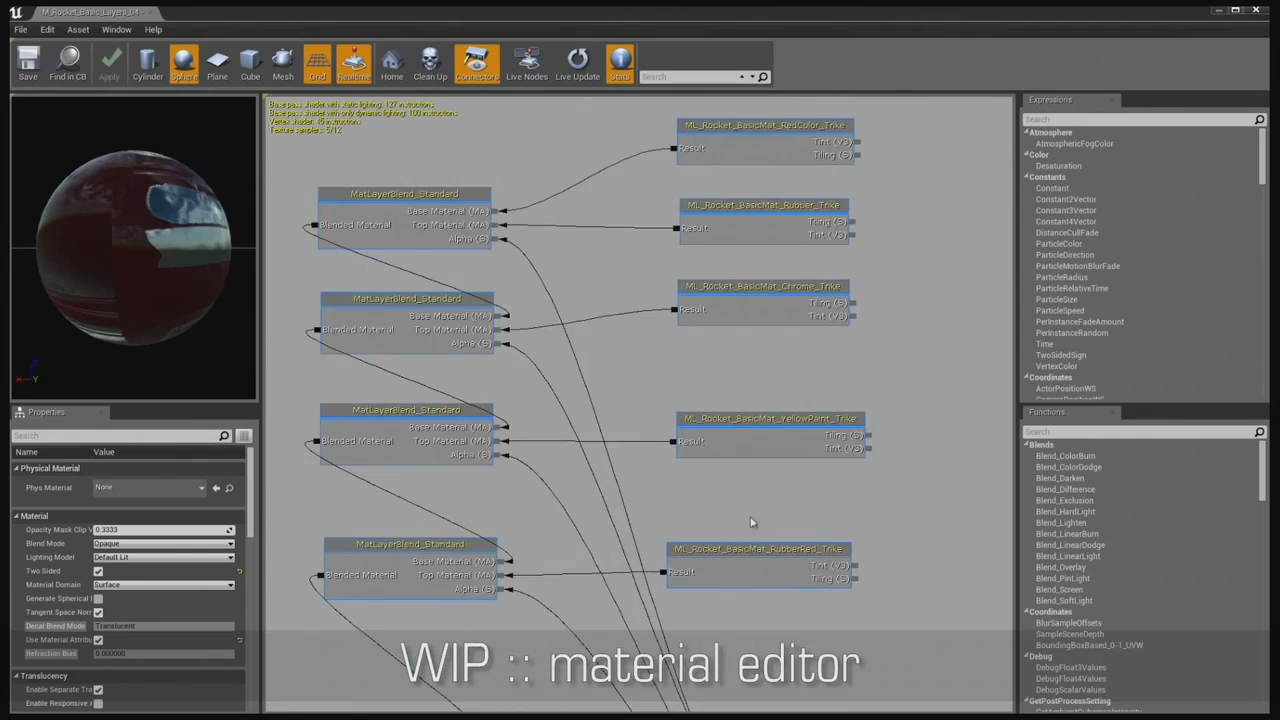 M_Rocket_Basic_Layers_04
File Edit Asset Window Help
Save Find in CB Apply Cylinder Sphere Plane Cube Mesh Grid Realtime Home Clean Up Connectors Live Nodes Live Update Stats Search
Base pass shader with static lighting: 127 instructions
Base pass shader with only dynamic lighting: 100 instructions
Vertex shader: 45 instructions
Texture samplers: 5/12
ML_Rocket_BasicMat_RedColor_Trike
Result
Tint (V3)
Tiling (S)
MatLayerBlend_Standard
Base Material (MA)
Blended Material Top Material (MA)
Alpha (S)
ML_Rocket_BasicMat_Rubber_Trike
Tiling (S)
Result
Tint (V3)
ML_Rocket_BasicMat_Chrome_Trike
Tiling (S)
Result
Tint (V3)
MatLayerBlend_Standard
Base Material (MA)
Blended Material Top Material (MA)
Alpha (S)
MatLayerBlend_Standard
Base Material (MA)
Blended Material Top Material (MA)
Alpha (S)
ML_Rocket_BasicMat_YellowPaint_Trike
Tiling (S)
Result
Tint (V3)
MatLayerBlend_Standard
Base Material (MA)
Blended Material Top Material (MA)
Alpha (S)
ML_Rocket_BasicMat_RubberRed_Trike
Tint (V3)
Result
Tiling (S)
Y
Properties
Search
Name Value
Physical Material
Phys Material None
Material
Opacity Mask Clip V 0.3333
Blend Mode Opaque
Lighting Model Default Lit
Two Sided
Material Domain Surface
Generate Spherical
Tangent Space Nor
Decal Blend Mode Translucent
Use Material Attribu
Refraction Bias 0.000000
Translucency
Enable Separate Tra
Enable Responsive
Expressions
Search
Atmosphere
AtmosphericFogColor
Color
Desaturation
Constants
Constant
Constant2Vector
Constant3Vector
Constant4Vector
DistanceCullFade
ParticleColor
ParticleDirection
ParticleMotionBlurFade
ParticleRadius
ParticleRelativeTime
ParticleSize
ParticleSpeed
PerInstanceFadeAmount
PerInstanceRandom
Time
TwoSidedSign
VertexColor
Coordinates
ActorPositionWS
Functions
Search
Blends
Blend_ColorBurn
Blend_ColorDodge
Blend_Darken
Blend_Difference
Blend_Exclusion
Blend_HardLight
Blend_Lighten
Blend_LinearBurn
Blend_LinearDodge
Blend_LinearLight
Blend_Overlay
Blend_PinLight
Blend_Screen
Blend_SoftLight
Coordinates
BlurSampleOffsets
SampleSceneDepth
BoundingBoxBased_0-1_UVW
Debug
DebugFloat3Values
DebugFloat4Values
DebugScalarValues
GetPostProcessSetting
WIP :: material editor